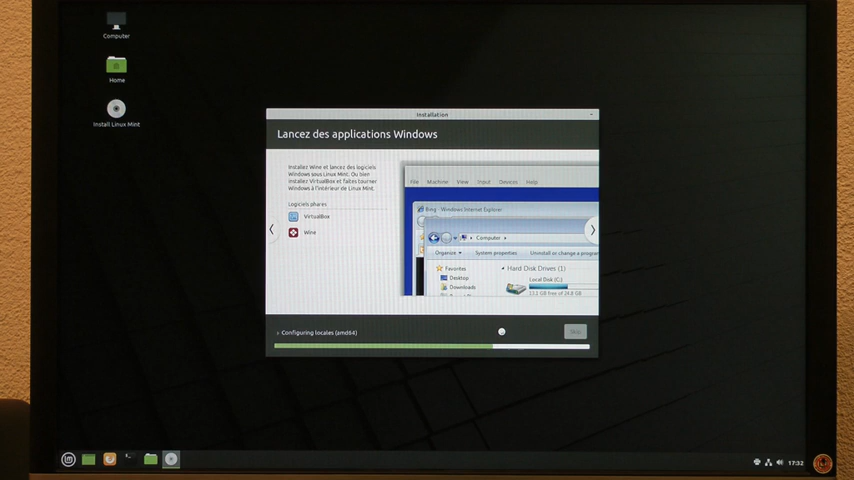 Computer
Home
Install Linux Mint
Installation
Lancez des applications Windows
Installez Wine et lancez des logiciels
Windows sous Linux Mint. Ou bien
installez VirtualBox et faites tourner
Windows à l'intérieur de Linux Mint.
Logiciels phares
VirtualBox
Wine
File Machine View Input Devices Help
Bing - Windows Internet Explorer
Computer
Organize System properties Uninstall or change a program
Favorites
Desktop
Downloads
Hard Disk Drives (1)
Local Disk (C:)
13.1 GB free of 24.8 GB
Configuring locales (amd64)
Skip
17:32